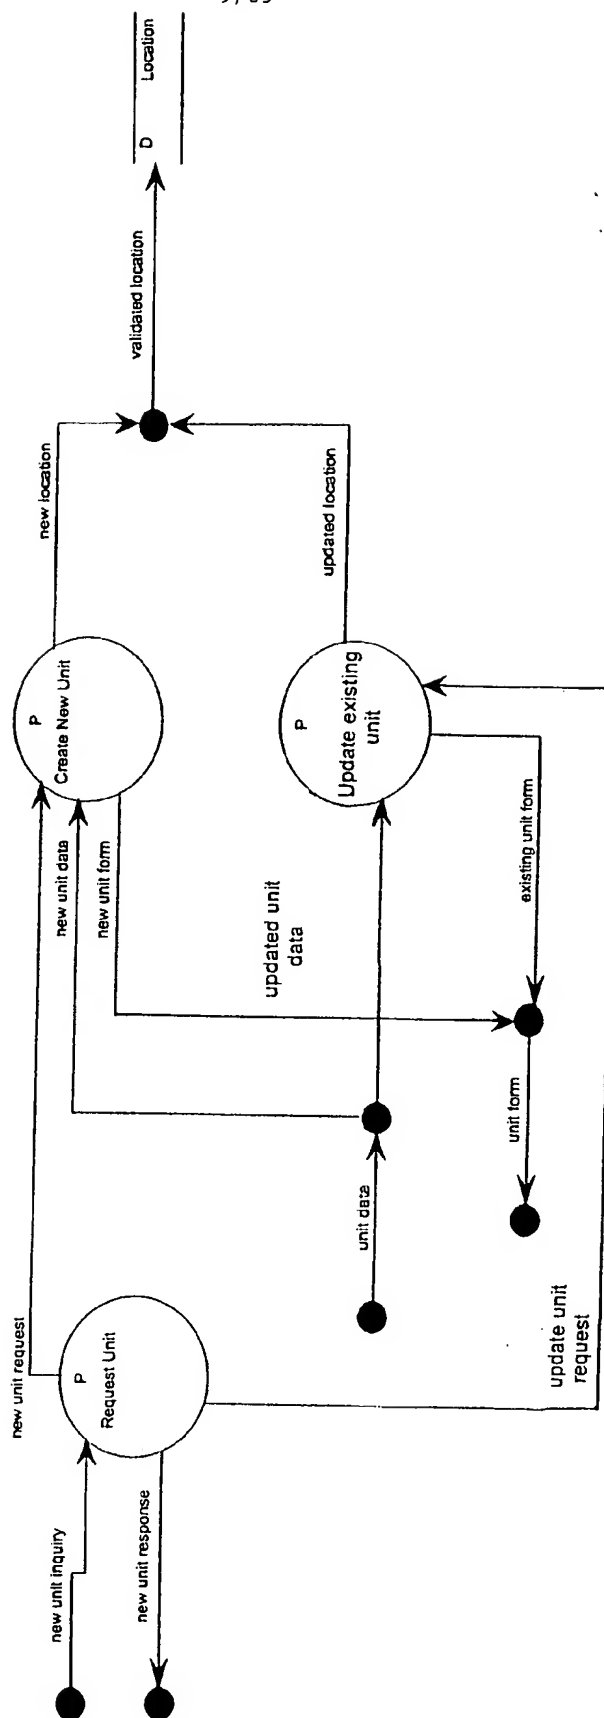 new unit inquiry
new unit response
new unit request
P
Request Unit
update unit
request
unit data
unit form
new unit data
new unit form
updated unit
data
existing unit form
P
Create New Unit
P
Update existing
unit
new location
updated location
validated location
D Location